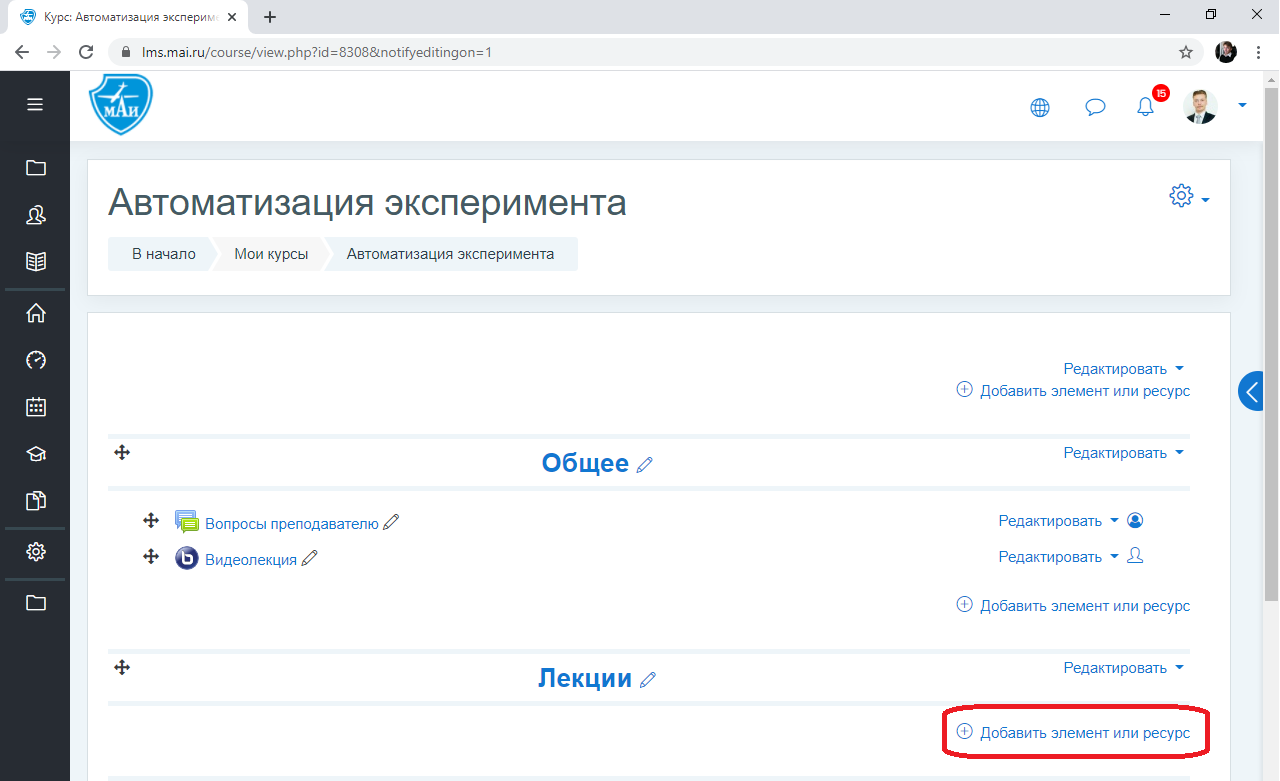 Курс: Автоматизация экспериме
lms.mai.ru/course/view.php?id=8308&notifyeditingon=1
МАИ
15
Автоматизация эксперимента
В начало Мои курсы Автоматизация эксперимента
Редактировать
Добавить элемент или ресурс
Общее
Редактировать
Вопросы преподавателю
Редактировать
Видеолекция
Редактировать
Добавить элемент или ресурс
Лекции
Редактировать
Добавить элемент или ресурс